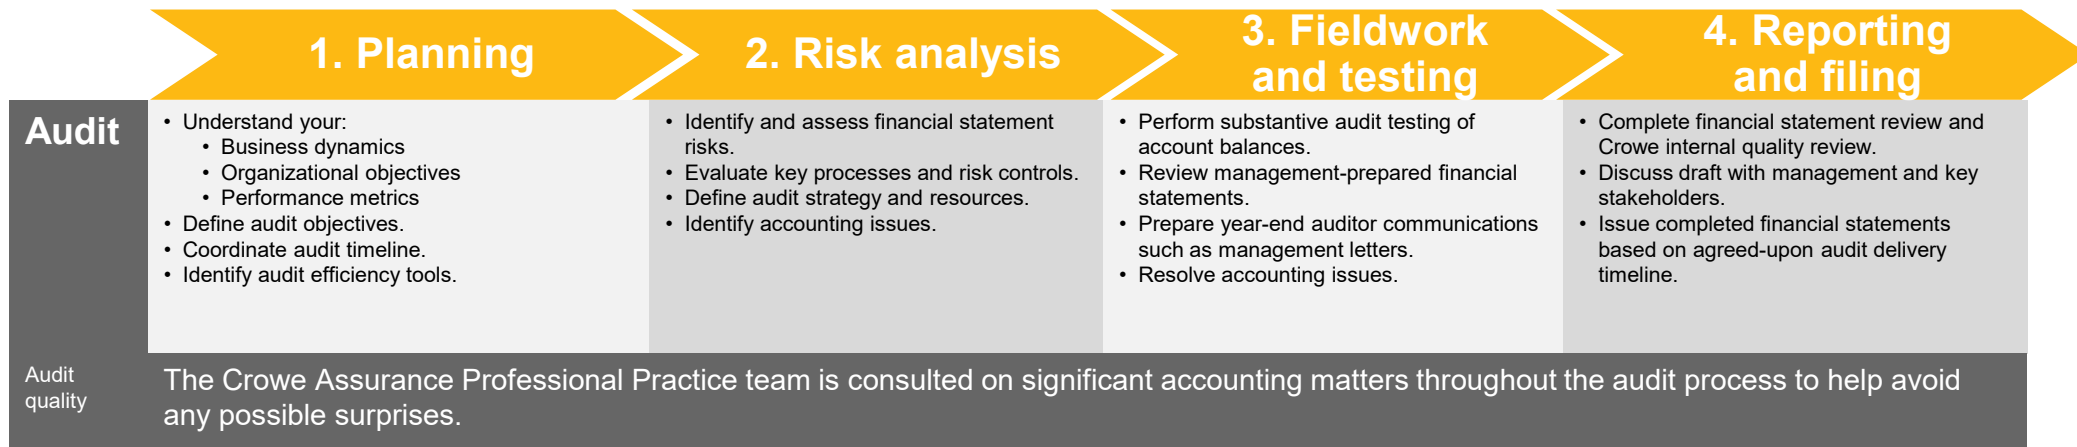 1. Planning
2. Risk analysis
3. Fieldwork
and testing
4. Reporting
and filing
Audit
• Understand your:
• Business dynamics
• Organizational objectives
• Performance metrics
• Define audit objectives.
• Coordinate audit timeline.
• Identify audit efficiency tools.
• Identify and assess financial statement
risks.
• Evaluate key processes and risk controls.
• Define audit strategy and resources.
• Identify accounting issues.
• Perform substantive audit testing of
account balances.
• Review management-prepared financial
statements.
• Prepare year-end auditor communications
such as management letters.
• Resolve accounting issues.
• Complete financial statement review and
Crowe internal quality review.
• Discuss draft with management and key
stakeholders.
• Issue completed financial statements
based on agreed-upon audit delivery
timeline.
Audit
quality
The Crowe Assurance Professional Practice team is consulted on significant accounting matters throughout the audit process to help avoid
any possible surprises.